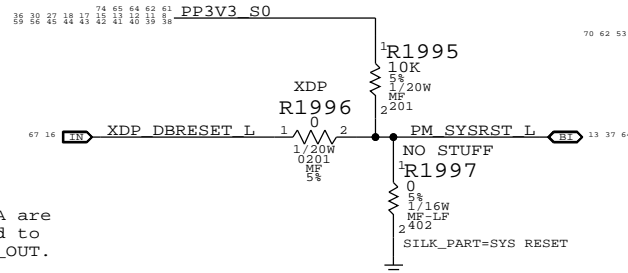 74 65 64 62 61
36 30 27 18 17 15 13 12 11 8
59 56 45 44 43 42 41 40 39 38
PP3V3_S0
70 62 53
1
R1995
10K
5%
1/20W
MF
2 201
XDP
R1996
0
67 16 IN XDP_DBRESET_L 1 2 PM_SYSRST_L BI 13 37 64
1/20W
0201
MF
5%
NO STUFF
1
R1997
0
5%
1/16W
MF-LF
2 402
SILK_PART=SYS RESET
A are
d to
_OUT.